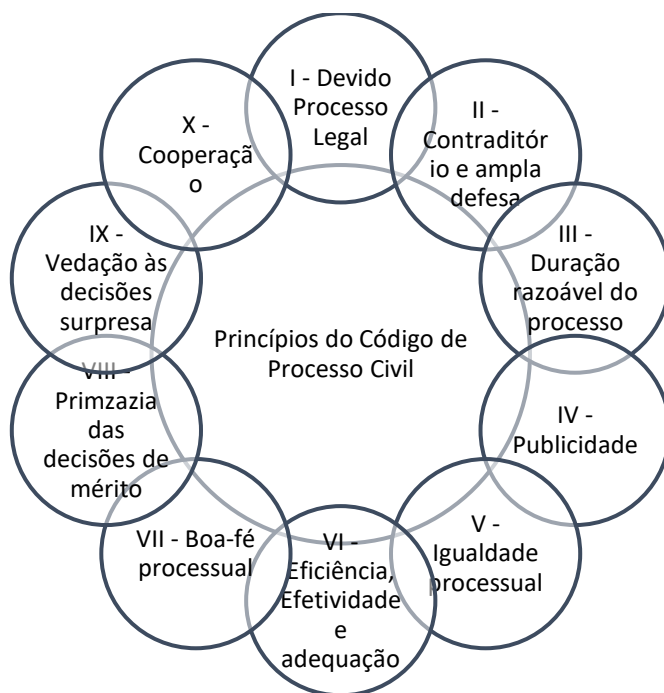 I - Devido
Processo
Legal
II -
Contraditór
io e ampla
defesa
III -
Duração
razoável do
processo
IV -
Publicidade
V -
Igualdade
processual
VI -
Eficiência,
Efetividade
e
adequação
VII - Boa-fé
processual
VIII -
Primzazia
das
decisões de
mérito
IX -
Vedação às
decisões
surpresa
X -
Cooperaçã
o
Princípios do Código de
Processo Civil